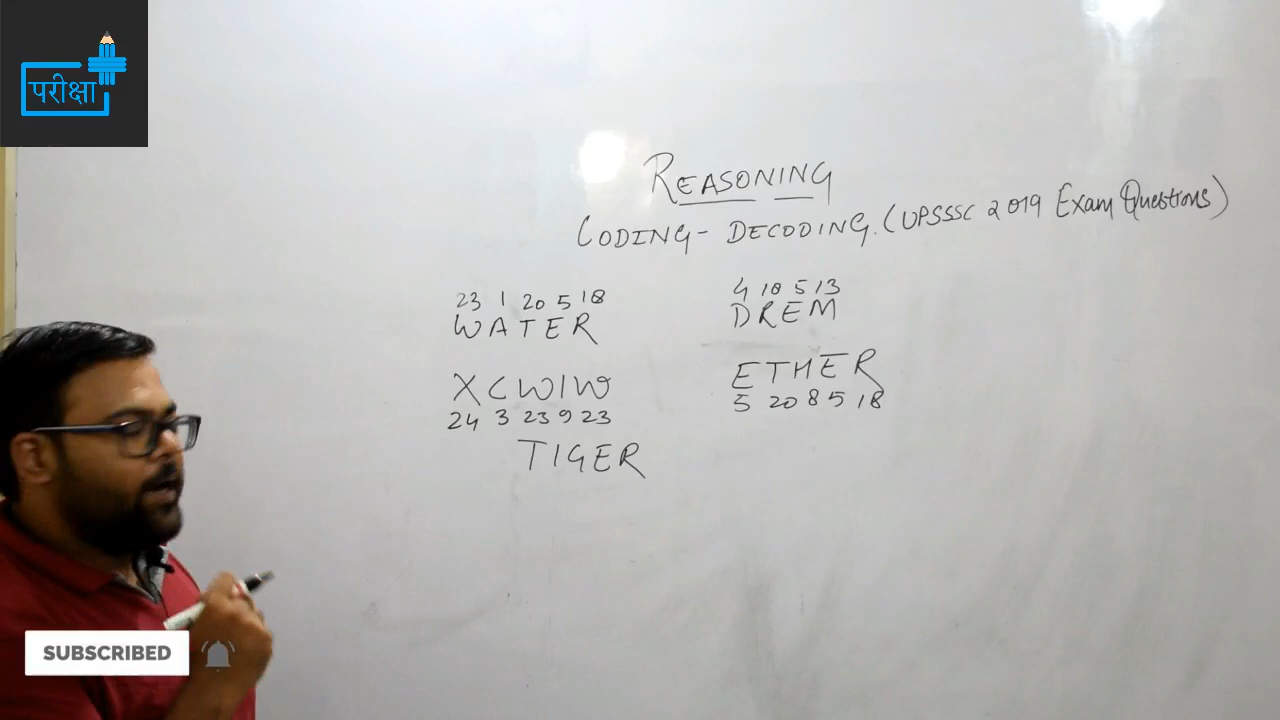 परीक्षा
REASONING
CODING - DECODING. (UPSSSC 2019 Exam Questions)
23 1 20 5 18
WATER
XCWIW
24 3 23 9 23
TIGER
4 18 5 13
DREM
ETHER
5 20 8 5 18
SUBSCRIBED